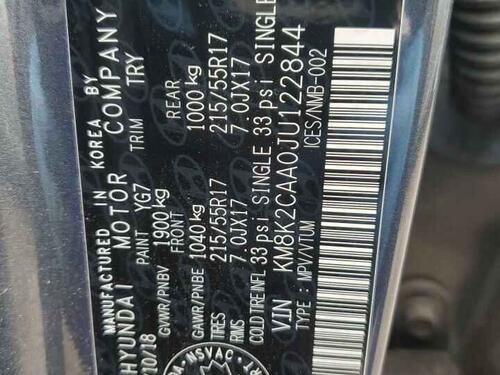 MANUFACTURED IN KOREA BY
HYUNDAI MOTOR COMPANY
10/18 PAINT YG7 TRIM TRY
GVWR/PNBV 1900 kg
FRONT REAR
GAWR/PNBE 1040 kg 1000 kg
TIRES 215/55R17 215/55R17
RIMS 7.0JX17 7.0JX17
COLD TIRE INFL 33 psi SINGLE 33 psi SINGLE
VIN KM8K2CAA0JU122844
TYPE: MPV/VTUM ICES/NMB-002
NSVAC